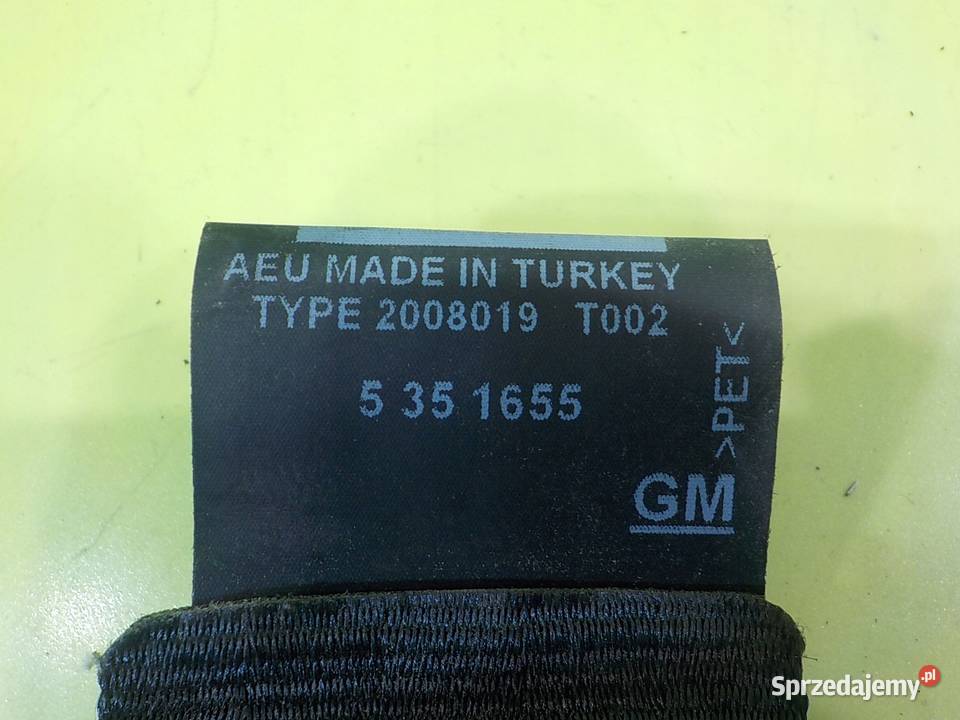 AEU MADE IN TURKEY
TYPE 2008019 T002
5 35 1655
>PET<
GM
Sprzedajemy.pl